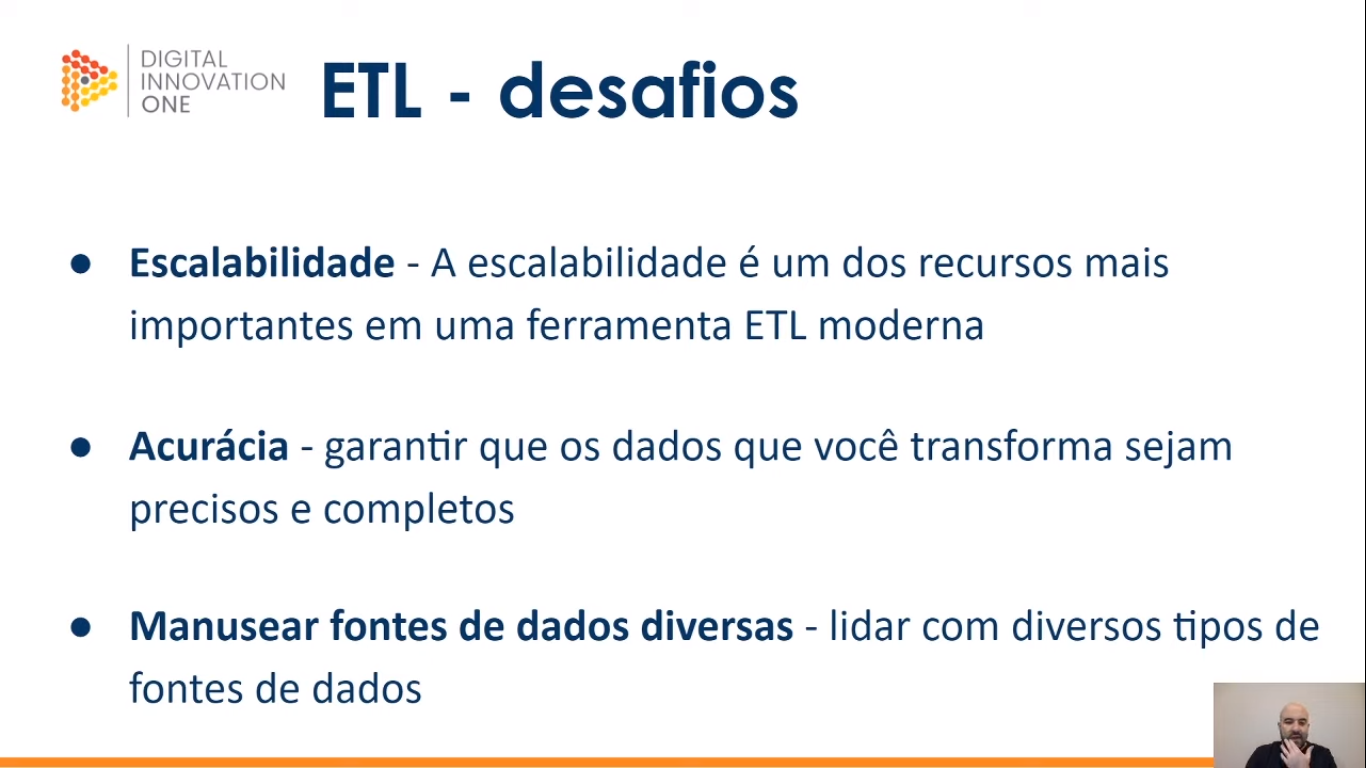 DIGITAL
INNOVATION
ONE
ETL - desafios
● Escalabilidade - A escalabilidade é um dos recursos mais
importantes em uma ferramenta ETL moderna
● Acurácia - garantir que os dados que você transforma sejam
precisos e completos
● Manusear fontes de dados diversas - lidar com diversos tipos de
fontes de dados